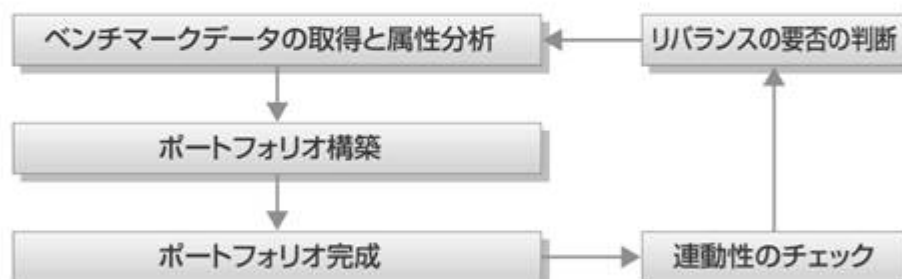 ベンチマークデータの取得と属性分析
リバランスの要否の判断
ポートフォリオ構築
ポートフォリオ完成
連動性のチェック